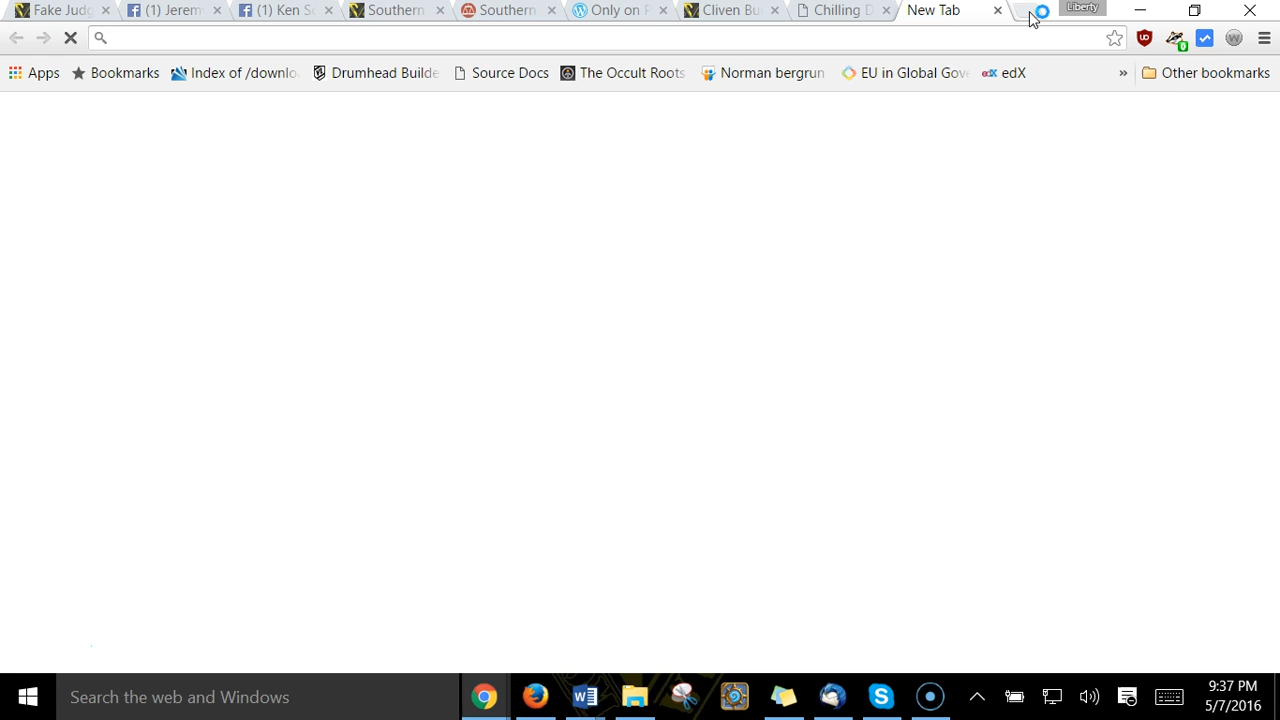 Fake Judg (1) Jerem (1) Ken Sc Southern Southern Only on F Cliven Bu Chilling D New Tab Liberty
Apps Bookmarks Index of /downlo Drumhead Builde Source Docs The Occult Roots Norman bergrun EU in Global Gove edX » Other bookmarks
Search the web and Windows
9:37 PM
5/7/2016